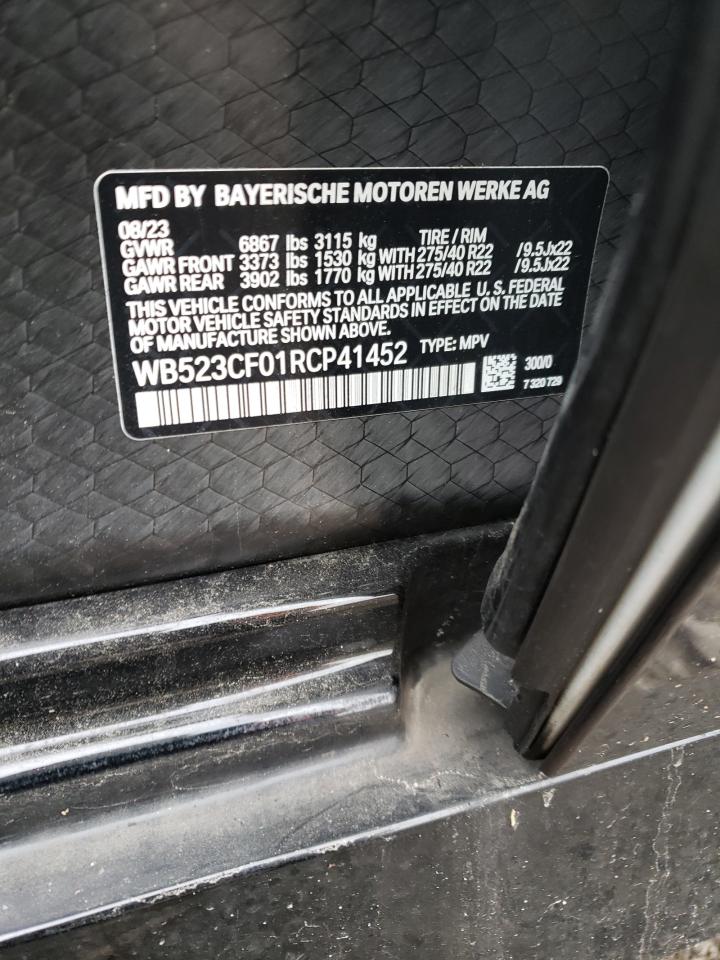 MFD BY BAYERISCHE MOTOREN WERKE AG
08/23
GVWR 6867 lbs 3115 kg TIRE / RIM
GAWR FRONT 3373 lbs 1530 kg WITH 275/40 R22 /9.5Jx22
GAWR REAR 3902 lbs 1770 kg WITH 275/40 R22 /9.5Jx22
THIS VEHICLE CONFORMS TO ALL APPLICABLE U. S. FEDERAL
MOTOR VEHICLE SAFETY STANDARDS IN EFFECT ON THE DATE
OF MANUFACTURE SHOWN ABOVE.
WB523CF01RCP41452 TYPE: MPV
300/0
7 320 729